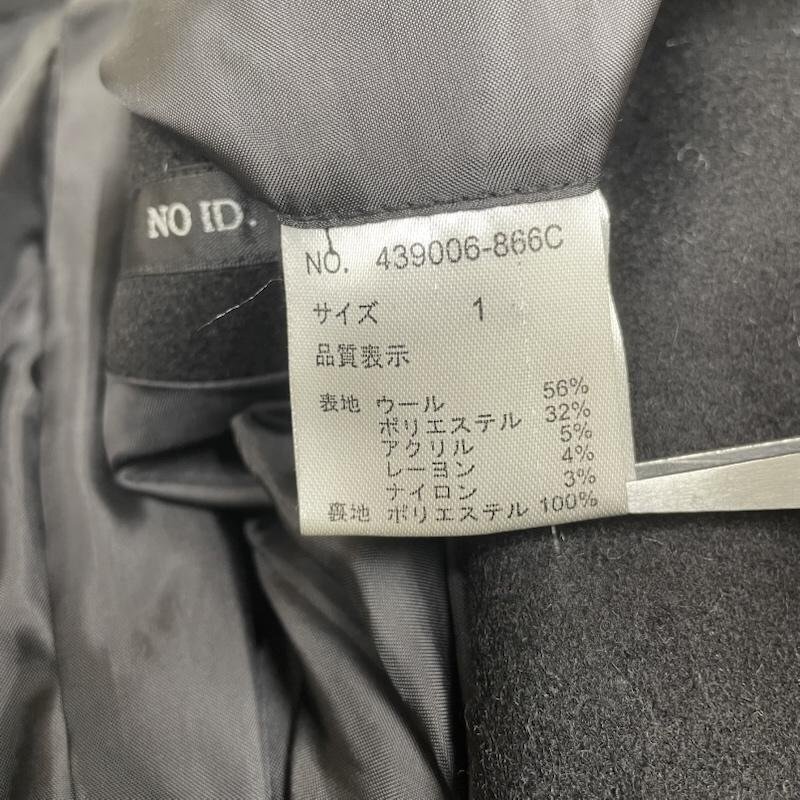 NO ID.
NO. 439006-866C
サイズ 1
品質表示
表地 ウール 56%
ポリエステル 32%
アクリル 5%
レーヨン 4%
ナイロン 3%
裏地 ポリエステル 100%